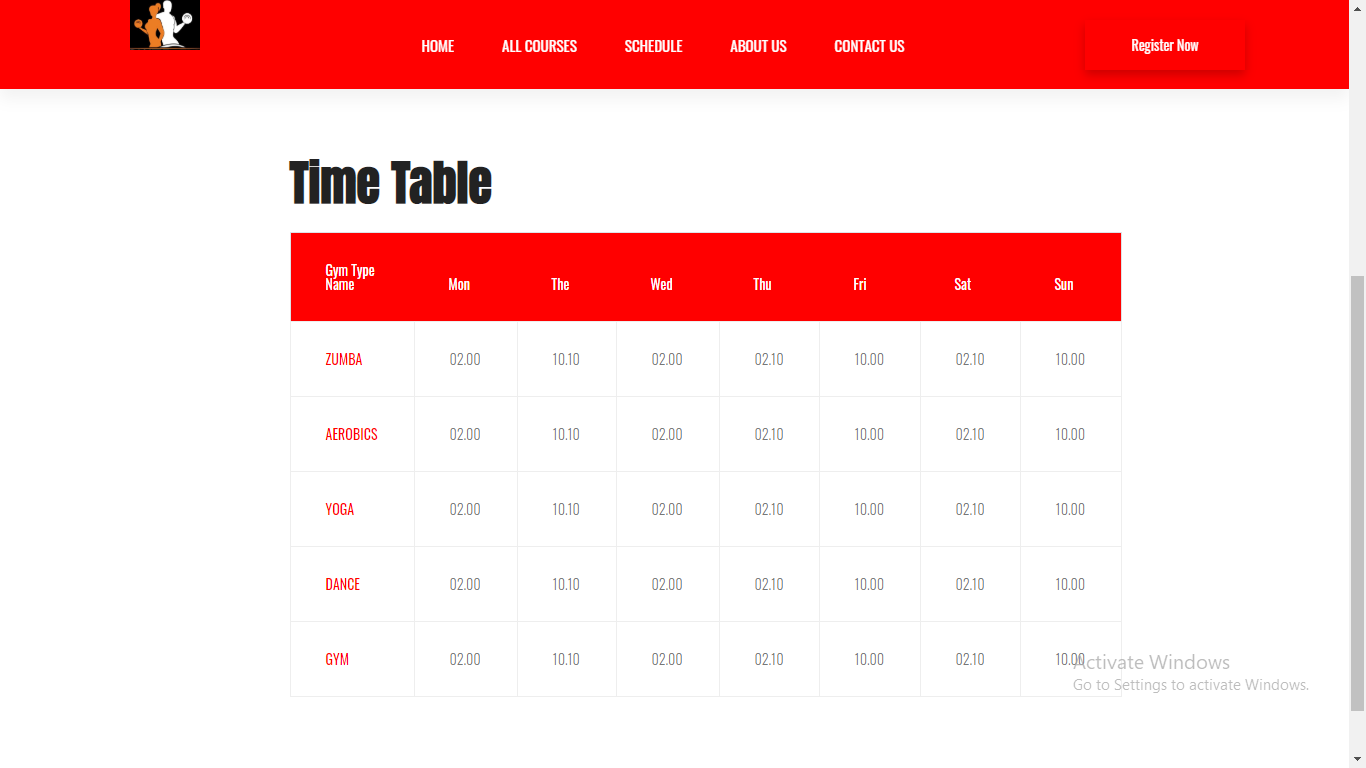 HOME ALL COURSES SCHEDULE ABOUT US CONTACT US Register Now
Time Table
Gym Type
Name Mon The Wed Thu Fri Sat Sun
ZUMBA 02.00 10.10 02.00 02.10 10.00 02.10 10.00
AEROBICS 02.00 10.10 02.00 02.10 10.00 02.10 10.00
YOGA 02.00 10.10 02.00 02.10 10.00 02.10 10.00
DANCE 02.00 10.10 02.00 02.10 10.00 02.10 10.00
GYM 02.00 10.10 02.00 02.10 10.00 02.10 10.00
Activate Windows
Go to Settings to activate Windows.